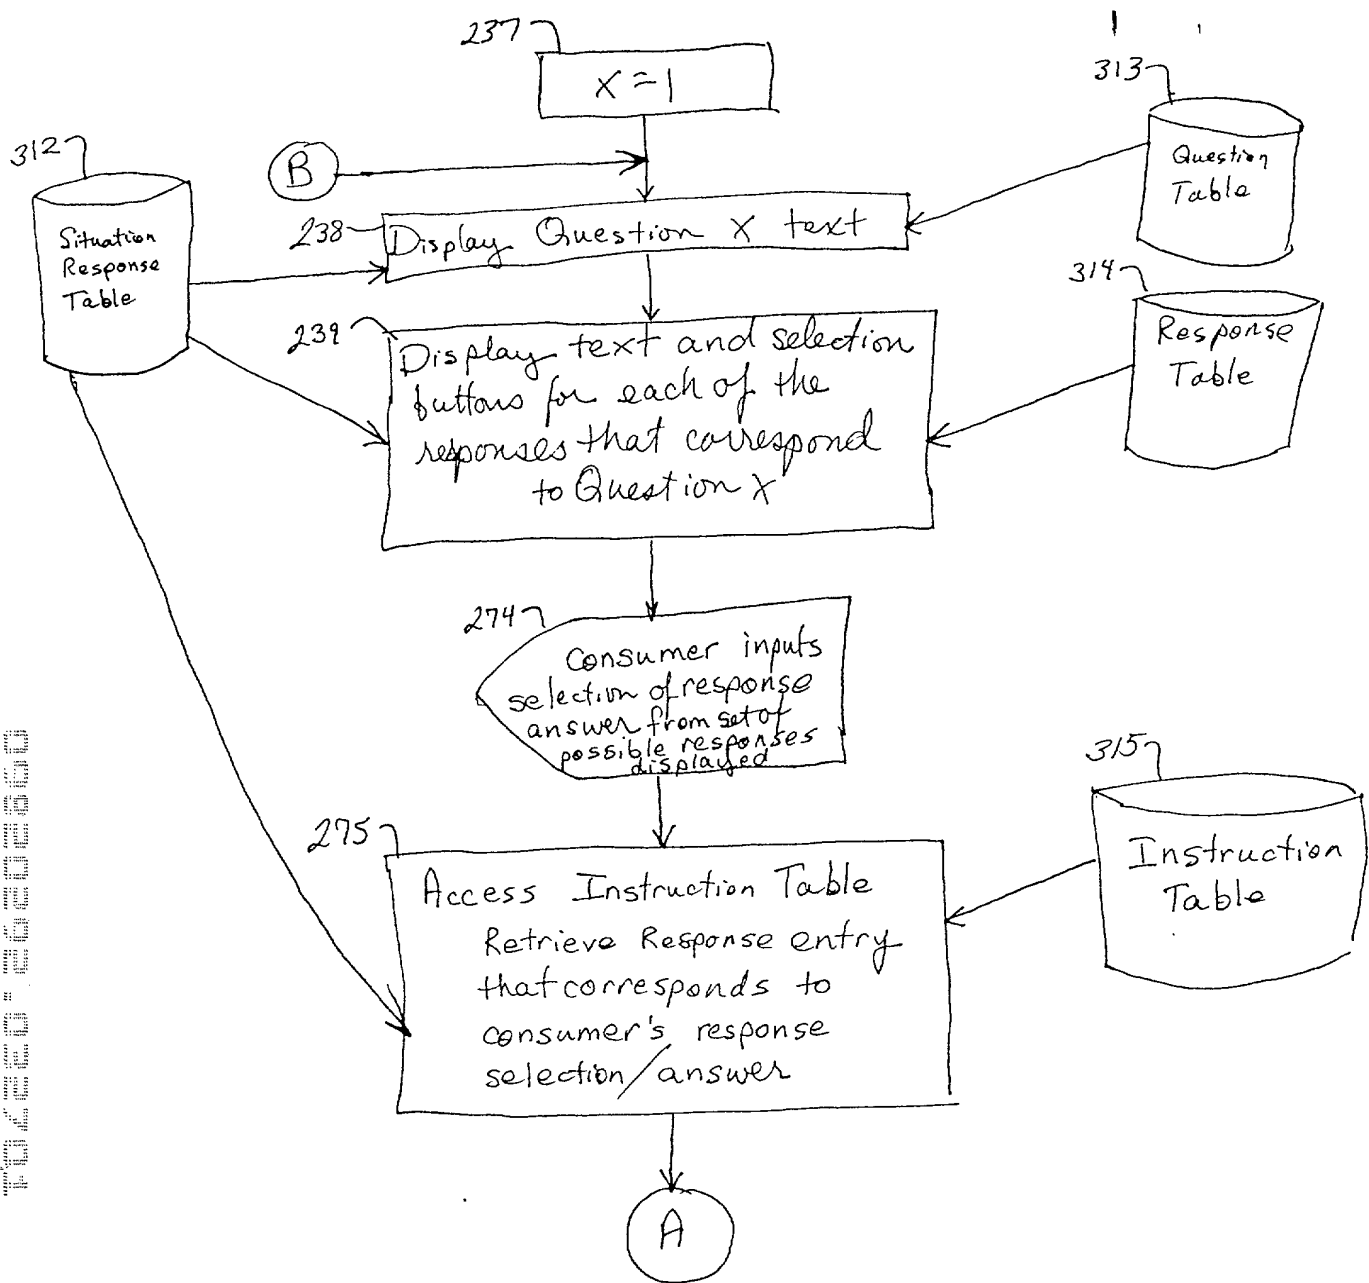 237
X = 1
313
Question
Table
312
B
Situation
Response
Table
238
Display Question X text
314
Response
Table
239
Display text and selection
buttons for each of the
responses that correspond
to Question X
274
Consumer inputs
selection of response
answer from set of
possible responses
displayed
315
Instruction
Table
275
Access Instruction Table
Retrieve Response entry
that corresponds to
consumer's response
selection/answer
A